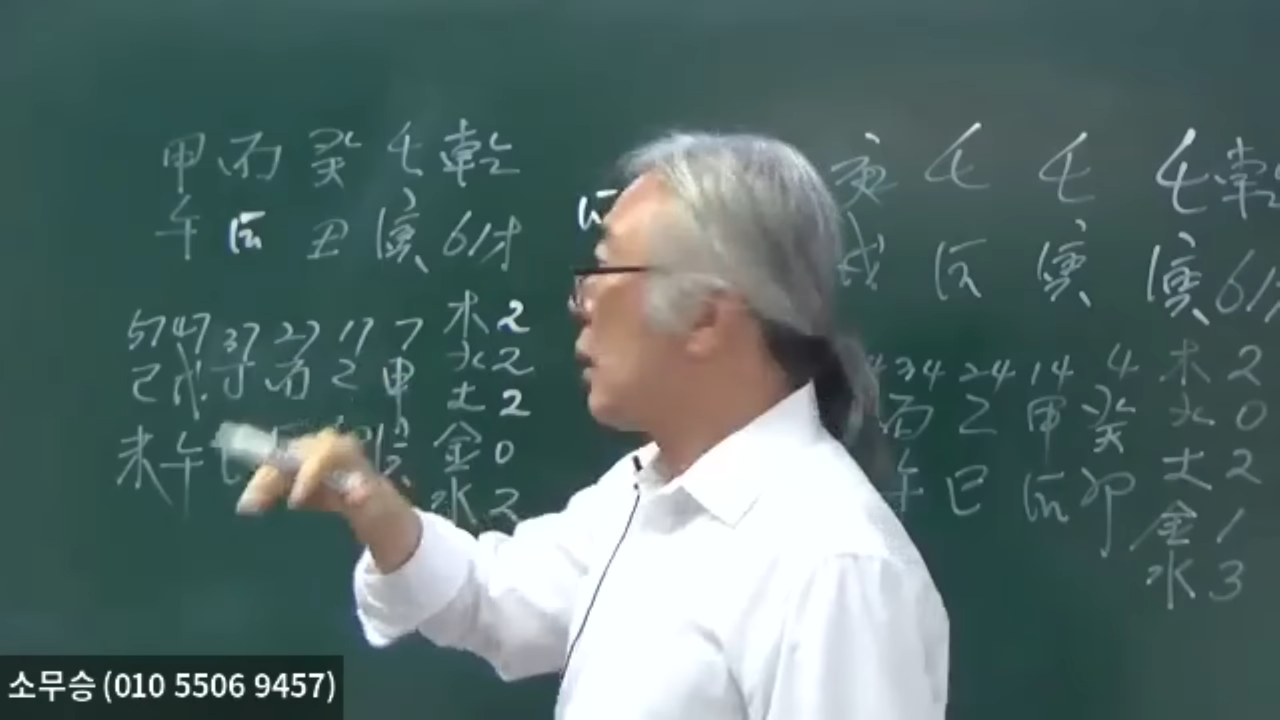 甲 丙 癸 壬 乾
午 辰 丑 寅 61才
57 47 37 27 17 7
己 戊 丁 丙 乙 甲
未 午
木 2
火 2
土 2
金 0
水 2
壬 壬 壬 乾
戌 辰 寅 寅 61
34 24 14 4
丙 乙 甲 癸
午 巳 辰 卯
木 2
火 0
土 2
金 1
水 3
소무승 (010 5506 9457)